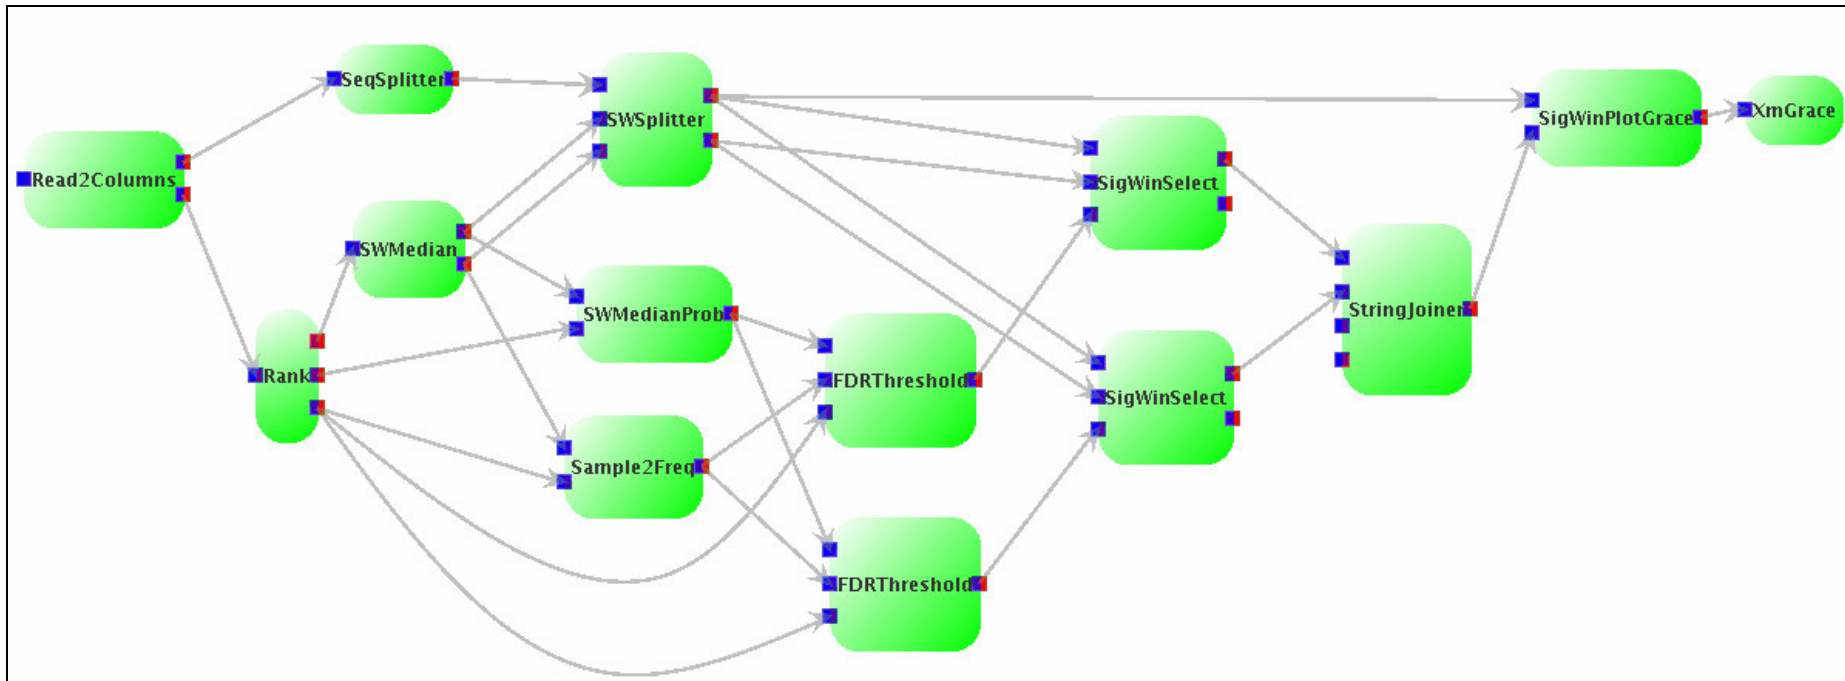 SeqSplitter
SWSplitter
SigWinPlotGrace
XmGrace
Read2Columns
SigWinSelect
SWMedian
SWMedianProb
StringJoiner
Rank
FDRThreshold
SigWinSelect
Sample2Freq
FDRThreshold